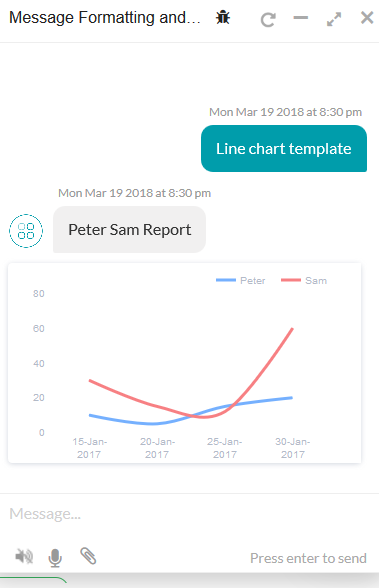 Message Formatting and...
Mon Mar 19 2018 at 8:30 pm
Line chart template
Mon Mar 19 2018 at 8:30 pm
Peter Sam Report
Peter Sam
80
60
40
20
0
15-Jan- 20-Jan- 25-Jan- 30-Jan-
2017 2017 2017 2017
Message...
Press enter to send